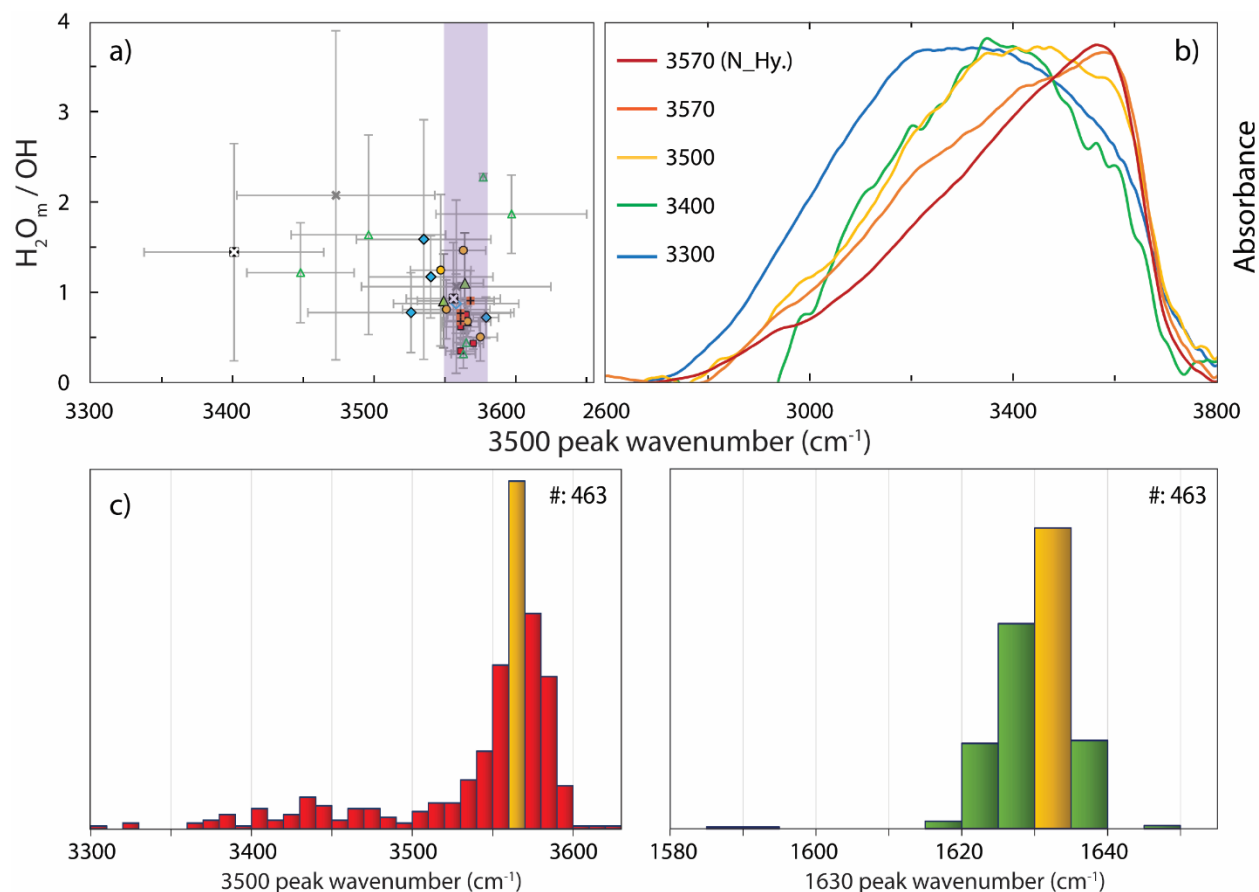 a)
4
3
2
1
0
H₂Oₘ / OH
3300 3400 3500 3600
b)
3570 (N_Hy.)
3570
3500
3400
3300
Absorbance
2600 3000 3400 3800
3500 peak wavenumber (cm⁻¹)
c)
#: 463
3300 3400 3500 3600
3500 peak wavenumber (cm⁻¹)
#: 463
1580 1600 1620 1640
1630 peak wavenumber (cm⁻¹)